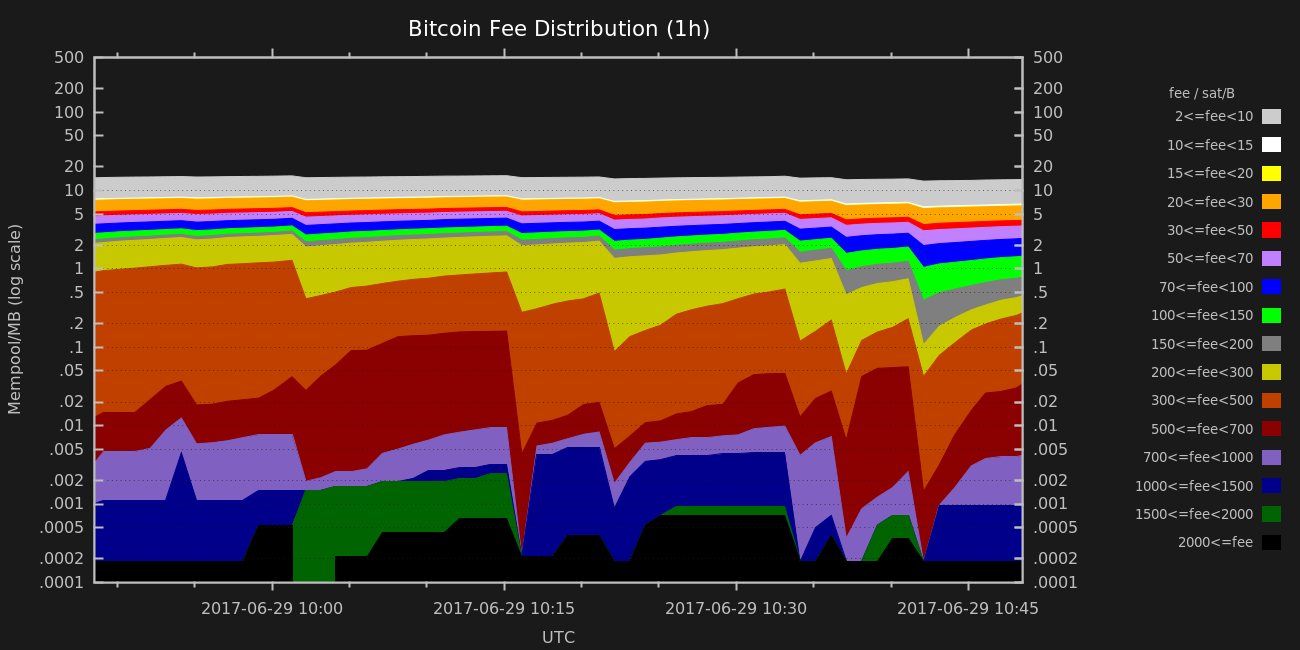 Bitcoin Fee Distribution (1h)
500
200
100
50
20
10
5
2
1
.5
.2
.1
.05
.02
.01
.005
.002
.001
.0005
.0002
.0001
Mempool/MB (log scale)
500
200
100
50
20
10
5
2
1
.5
.2
.1
.05
.02
.01
.005
.002
.001
.0005
.0002
.0001
2017-06-29 10:00 2017-06-29 10:15 2017-06-29 10:30 2017-06-29 10:45
UTC
fee / sat/B
2<=fee<10
10<=fee<15
15<=fee<20
20<=fee<30
30<=fee<50
50<=fee<70
70<=fee<100
100<=fee<150
150<=fee<200
200<=fee<300
300<=fee<500
500<=fee<700
700<=fee<1000
1000<=fee<1500
1500<=fee<2000
2000<=fee